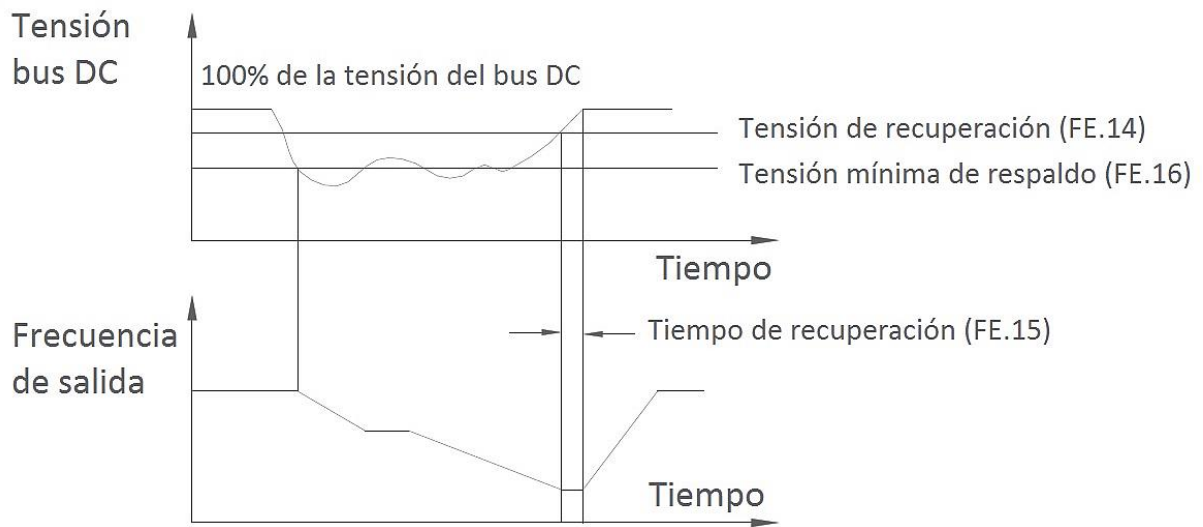 Tensión
bus DC
100% de la tensión del bus DC
Tensión de recuperación (FE.14)
Tensión mínima de respaldo (FE.16)
Tiempo
Frecuencia
de salida
Tiempo de recuperación (FE.15)
Tiempo